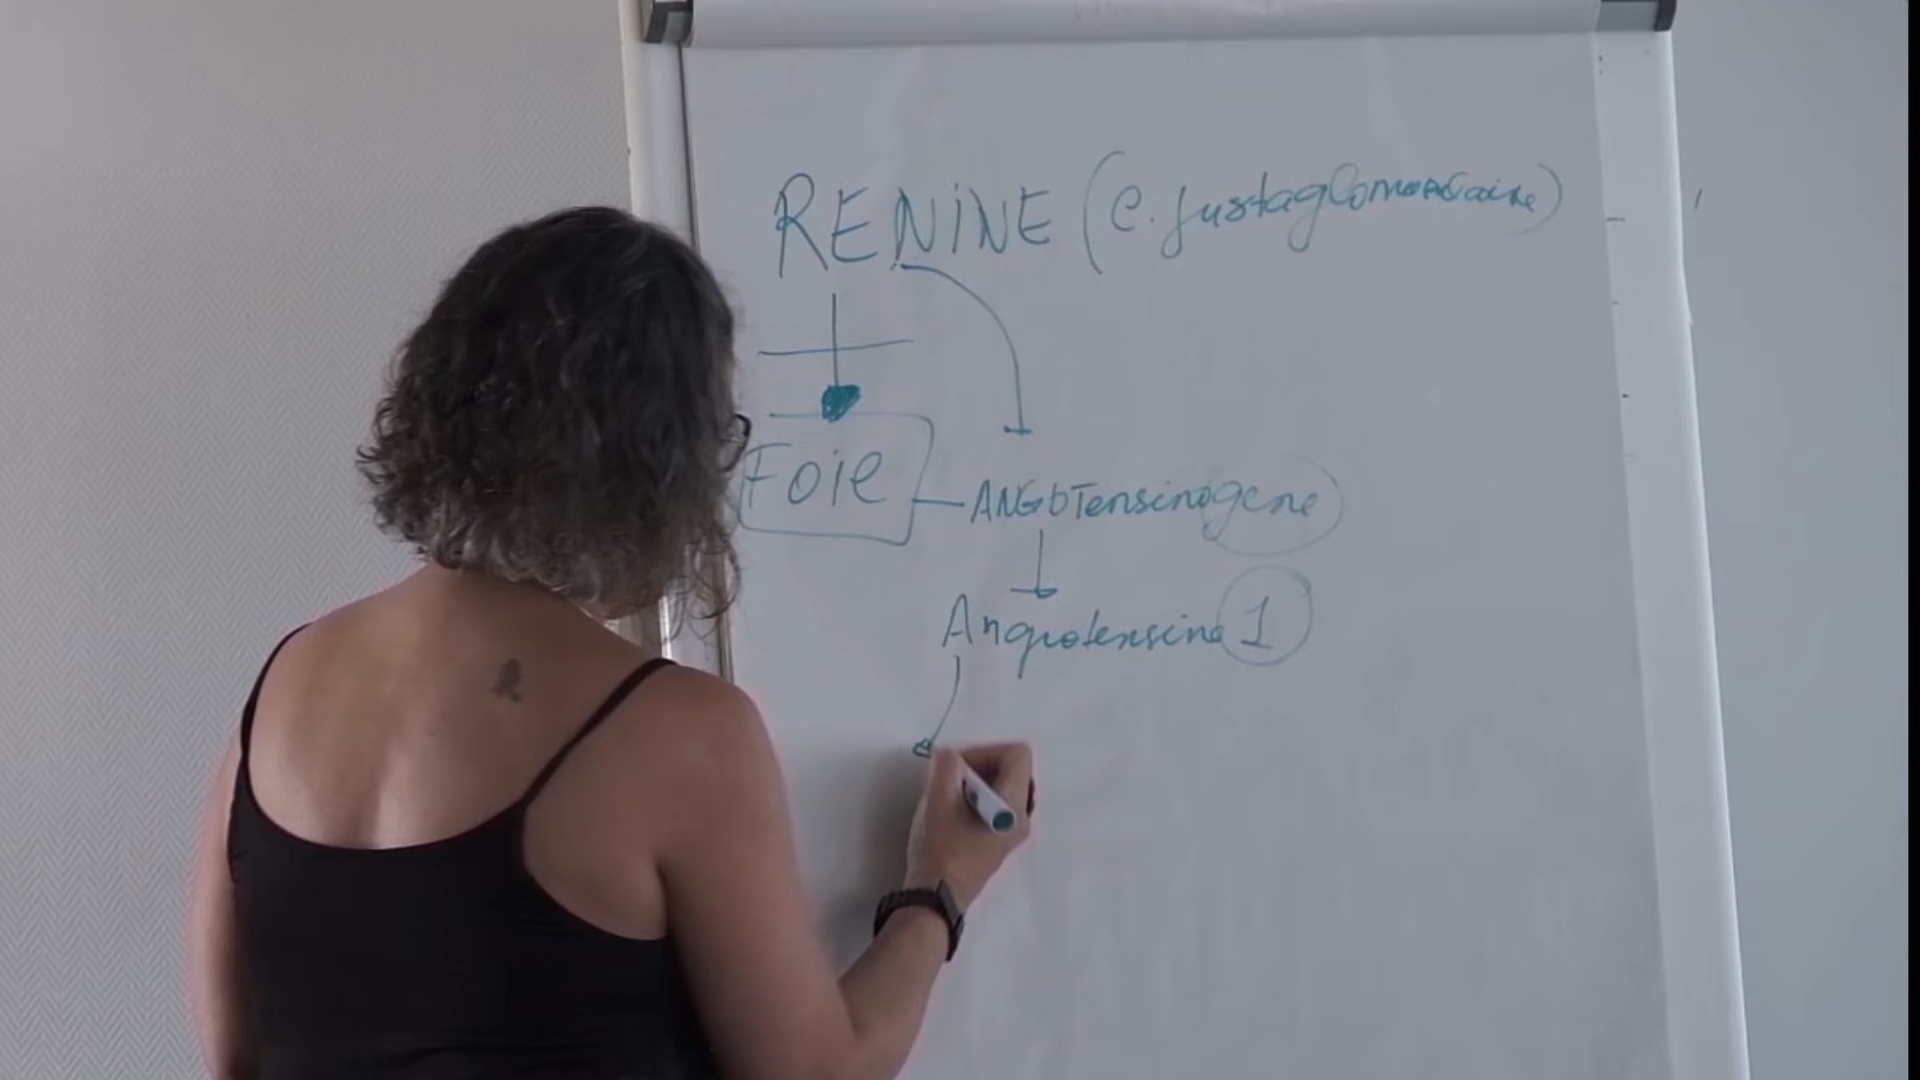 RENINE (C. Justaglomerulaire)
Foie
ANGIOTensinogene
Angiotensine 1